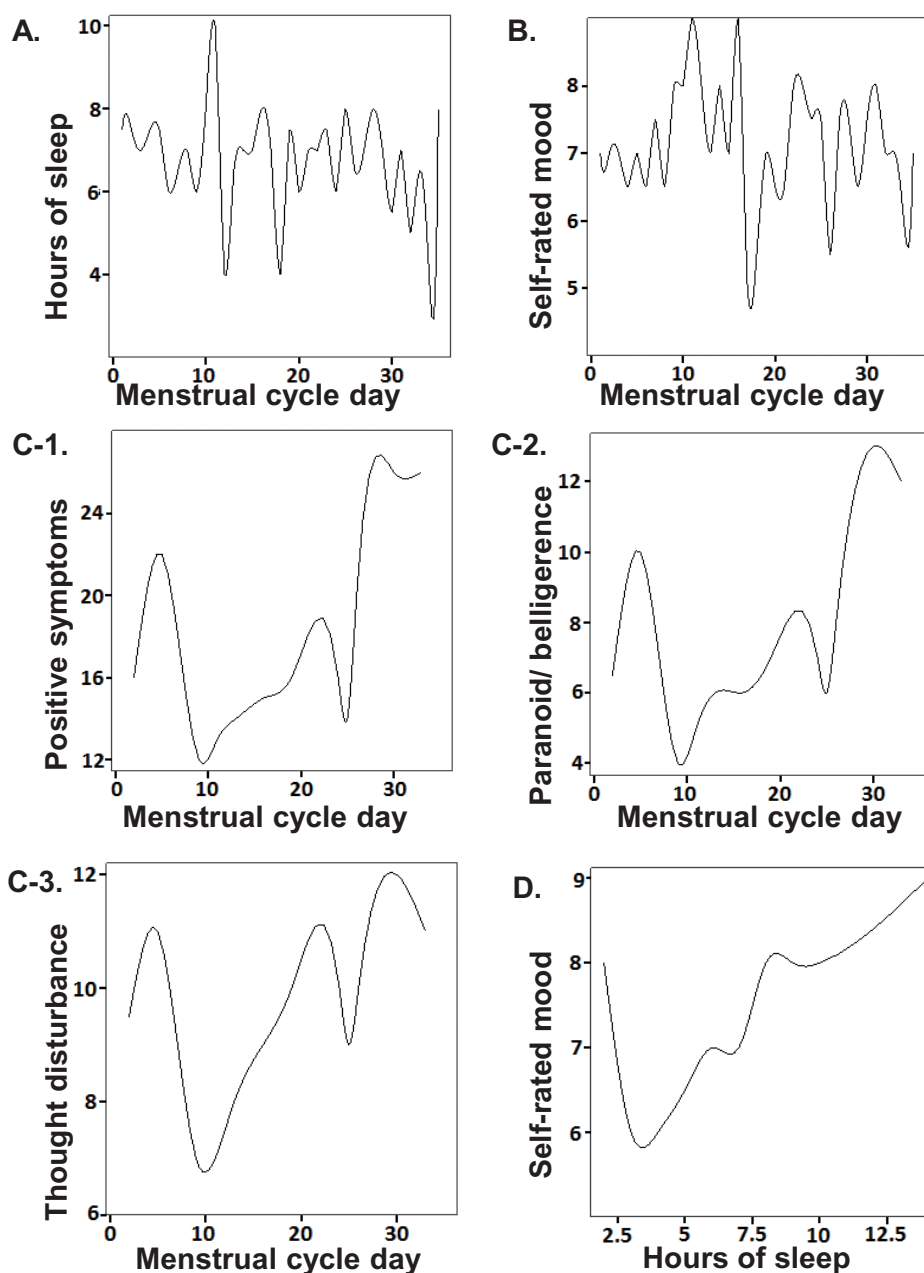 A.
Hours of sleep
10
8
6
4
0 10 20 30
Menstrual cycle day
B.
Self-rated mood
8
7
6
5
0 10 20 30
Menstrual cycle day
C-1.
Positive symptoms
24
20
16
12
0 10 20 30
Menstrual cycle day
C-2.
Paranoid/ belligerence
12
10
8
6
4
0 10 20 30
Menstrual cycle day
C-3.
Thought disturbance
12
10
8
6
0 10 20 30
Menstrual cycle day
D.
Self-rated mood
9
8
7
6
2.5 5 7.5 10 12.5
Hours of sleep